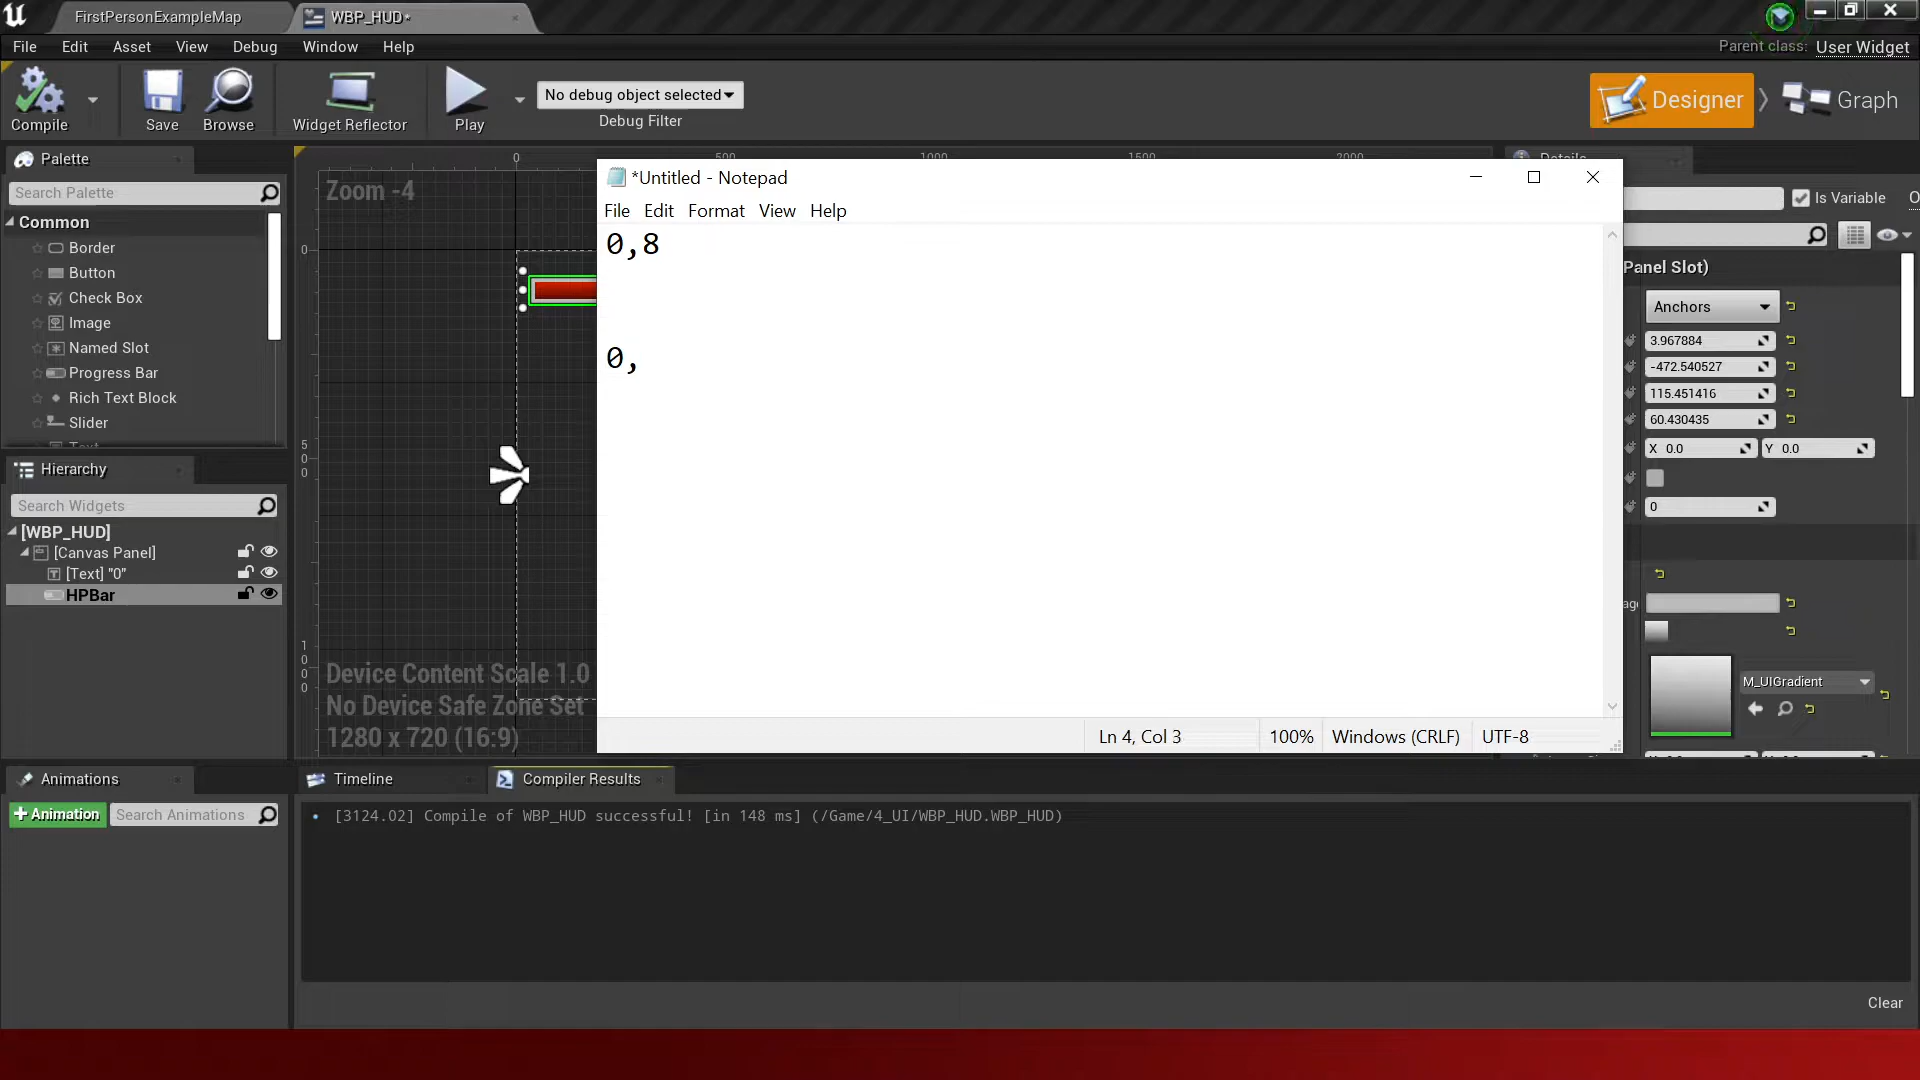 FirstPersonExampleMap
WBP_HUD*
File Edit Asset View Debug Window Help
Parent class: User Widget
Compile
Save
Browse
Widget Reflector
Play
No debug object selected
Debug Filter
Designer
Graph
Palette
Search Palette
Common
Border
Button
Check Box
Image
Named Slot
Progress Bar
Rich Text Block
Slider
Text
Hierarchy
Search Widgets
[WBP_HUD]
[Canvas Panel]
[Text] "0"
HPBar
0 500 1000 1500 2000
Zoom -4
0
500
1000
Device Content Scale 1.0
No Device Safe Zone Set
1280 x 720 (16:9)
*Untitled - Notepad
File Edit Format View Help
0,8
0,
Ln 4, Col 3
100%
Windows (CRLF)
UTF-8
Details
Is Variable
Panel Slot)
Anchors
3.967884
-472.540527
115.451416
60.430435
X 0.0 Y 0.0
0
M_UIGradient
Animations
+ Animation
Search Animations
Timeline
Compiler Results
[3124.02] Compile of WBP_HUD successful! [in 148 ms] (/Game/4_UI/WBP_HUD.WBP_HUD)
Clear